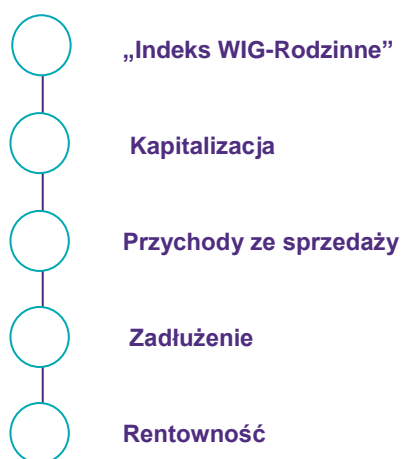 „Indeks WIG-Rodzinne”
Kapitalizacja
Przychody ze sprzedaży
Zadłużenie
Rentowność